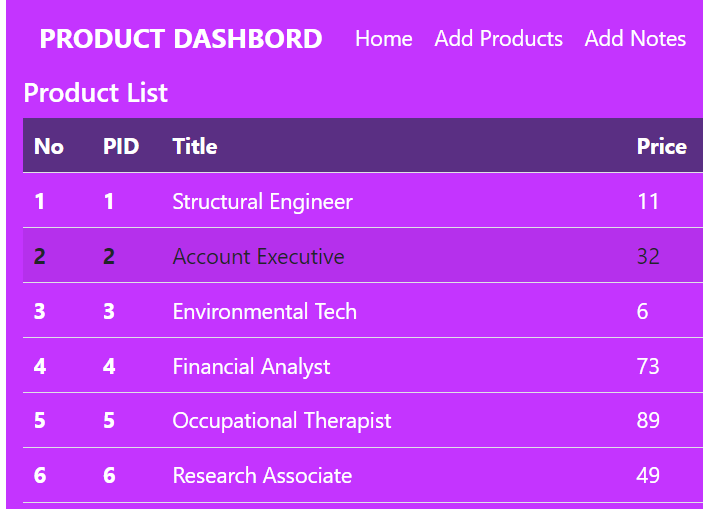 PRODUCT DASHBORD Home Add Products Add Notes
Product List
No PID Title Price
1 1 Structural Engineer 11
2 2 Account Executive 32
3 3 Environmental Tech 6
4 4 Financial Analyst 73
5 5 Occupational Therapist 89
6 6 Research Associate 49